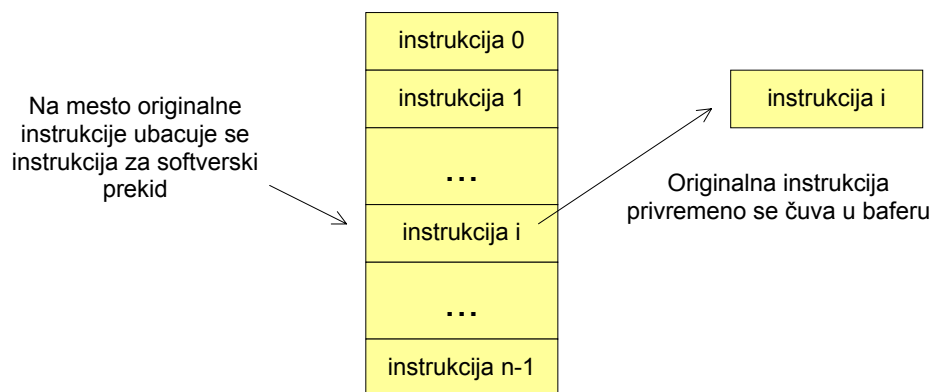 instrukcija 0
instrukcija 1
...
instrukcija i
...
instrukcija n-1
Na mesto originalne
instrukcije ubacuje se
instrukcija za softverski
prekid
instrukcija i
Originalna instrukcija
privremeno se čuva u baferu